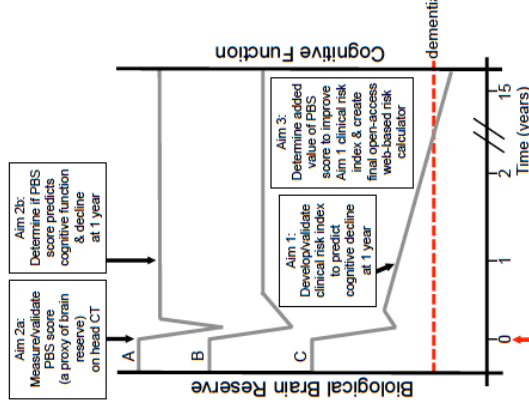 Aim 2a:
Measure/validate
PBS score
(a proxy of brain
reserve)
on head CT
Aim 2b:
Determine if PBS
score predicts
cognitive function
& decline
at 1 year
Biological Brain Reserve
Cognitive Function
A
B
C
Aim 1:
Develop/validate
clinical risk index
to predict
cognitive decline
at 1 year
Aim 3:
Determine added
value of PBS
score to improve
Aim 1 clinical risk
index & create
final open-access
web-based risk
calculator
dementia
0
1
2
15
Time (years)